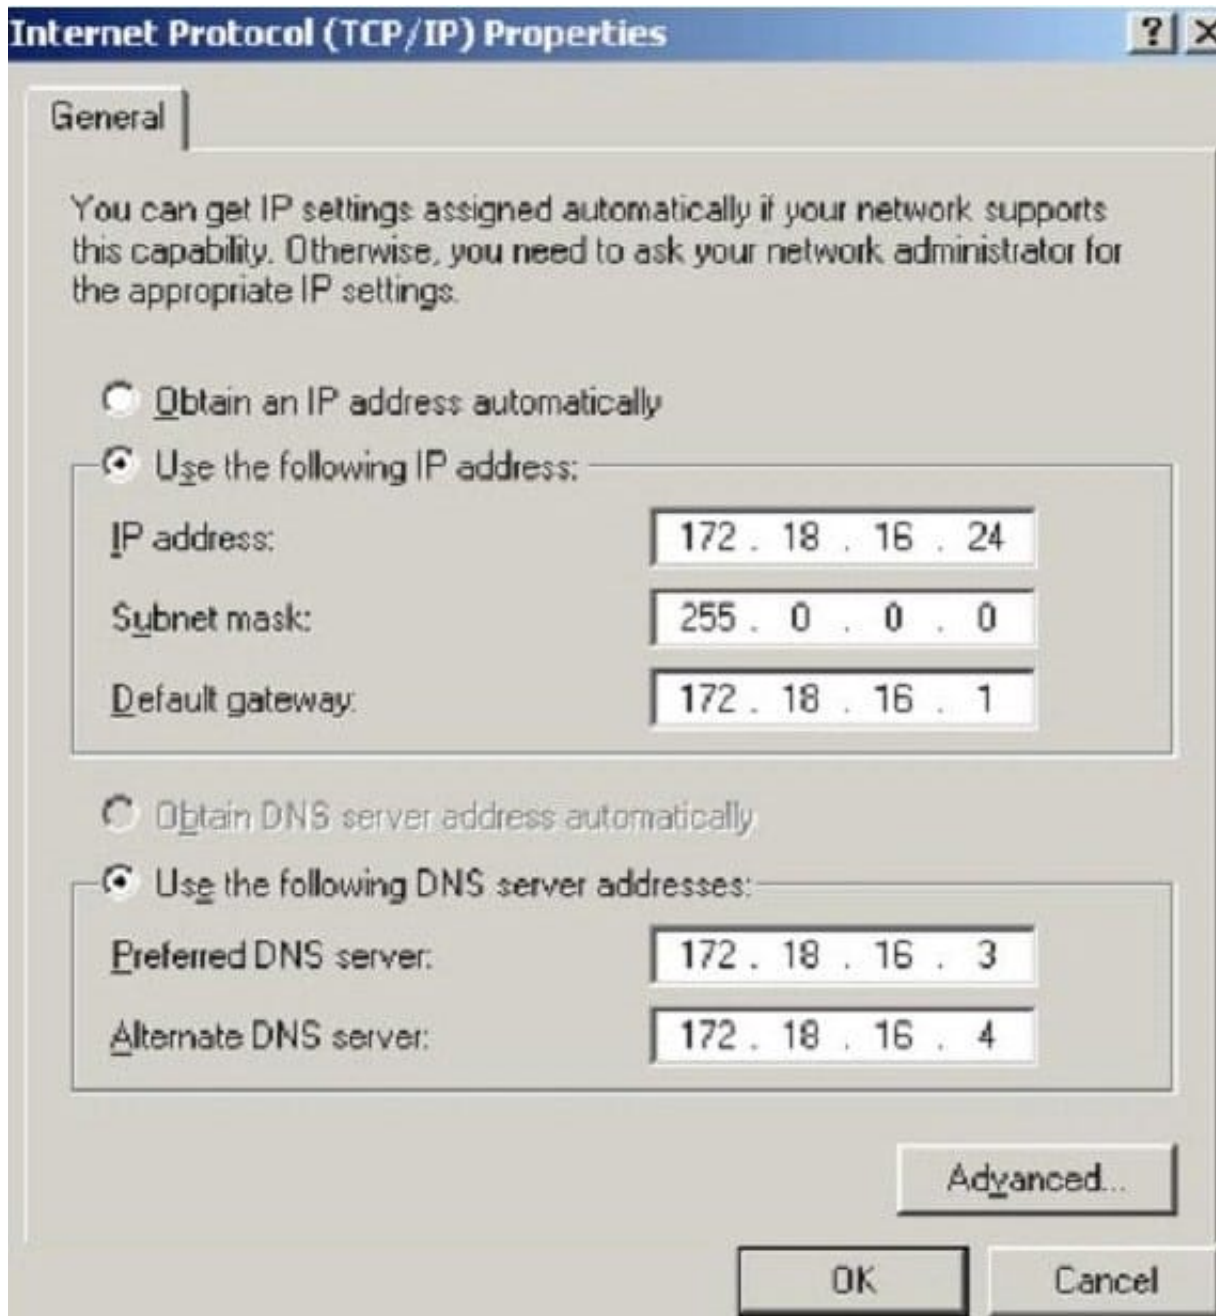 Internet Protocol (TCP/IP) Properties
General
You can get IP settings assigned automatically if your network supports
this capability. Otherwise, you need to ask your network administrator for
the appropriate IP settings.
Obtain an IP address automatically
Use the following IP address:
IP address: 172 . 18 . 16 . 24
Subnet mask: 255 . 0 . 0 . 0
Default gateway: 172 . 18 . 16 . 1
Obtain DNS server address automatically
Use the following DNS server addresses:
Preferred DNS server: 172 . 18 . 16 . 3
Alternate DNS server: 172 . 18 . 16 . 4
Advanced...
OK Cancel